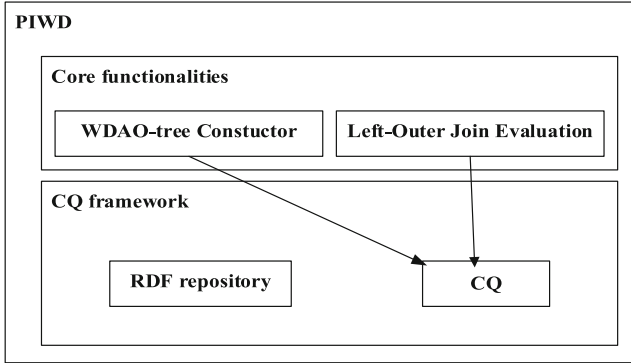 PIWD
Core functionalities
WDAO-tree Constuctor
Left-Outer Join Evaluation
CQ framework
RDF repository
CQ